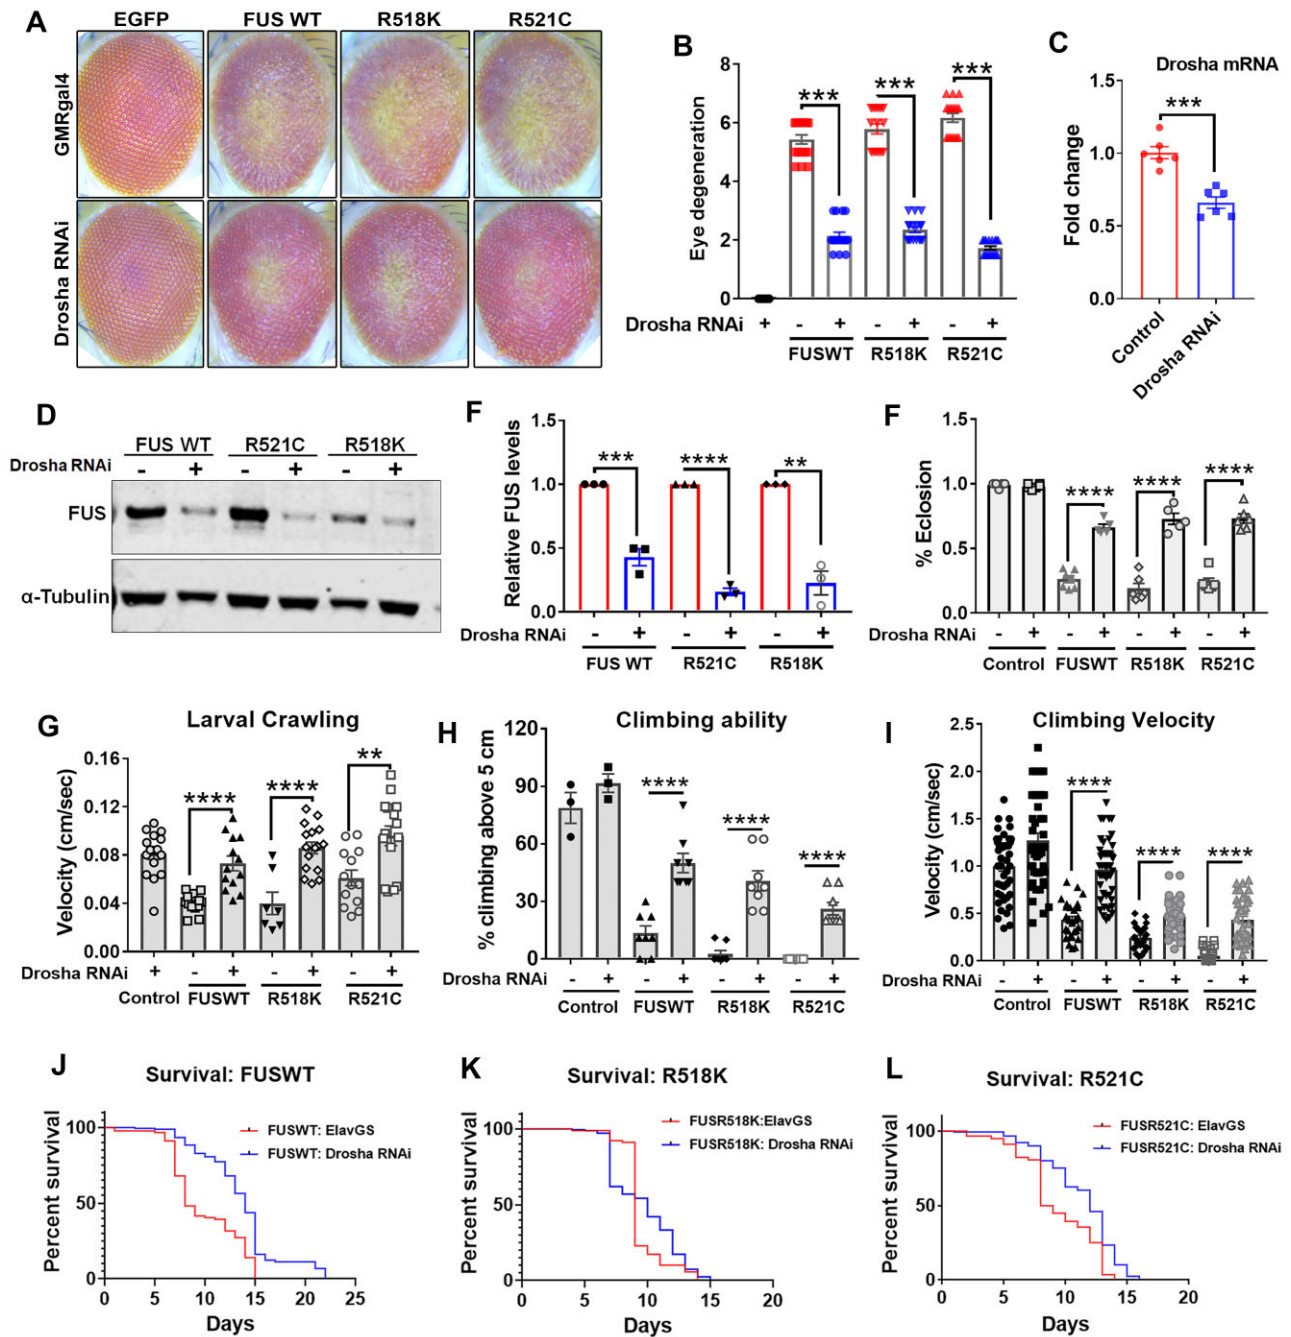 A
EGFP FUS WT R518K R521C
GMRgal4
Drosha RNAi
B
Eye degeneration
8
6
4
2
0
***
***
***
Drosha RNAi + - + - + - +
FUSWT R518K R521C
C
Drosha mRNA
Fold change
1.5
1.0
0.5
0.0
***
Control
Drosha RNAi
D
FUS WT R521C R518K
Drosha RNAi - + - + - +
FUS
α-Tubulin
F
Relative FUS levels
1.5
1.0
0.5
0.0
***
****
**
Drosha RNAi - + - + - +
FUS WT R521C R518K
F
% Eclosion
1.5
1.0
0.5
0.0
****
****
****
Drosha RNAi - + - + - + - +
Control FUSWT R518K R521C
G
Larval Crawling
Velocity (cm/sec)
0.16
0.12
0.08
0.04
0.00
****
****
**
Drosha RNAi + - + - + - +
Control FUSWT R518K R521C
H
Climbing ability
% climbing above 5 cm
120
90
60
30
0
****
****
****
Drosha RNAi - + - + - + - +
Control FUSWT R518K R521C
I
Climbing Velocity
Velocity (cm/sec)
2.5
2.0
1.5
1.0
0.5
0.0
****
****
****
Drosha RNAi - + - + - + - +
Control FUSWT R518K R521C
J
Survival: FUSWT
Percent survival
100
50
0
FUSWT: ElavGS
FUSWT: Drosha RNAi
0 5 10 15 20 25
Days
K
Survival: R518K
Percent survival
100
50
0
FUSR518K:ElavGS
FUSR518K: Drosha RNAi
0 5 10 15 20
Days
L
Survival: R521C
Percent survival
100
50
0
FUSR521C: ElavGS
FUSR521C: Drosha RNAi
0 5 10 15 20
Days